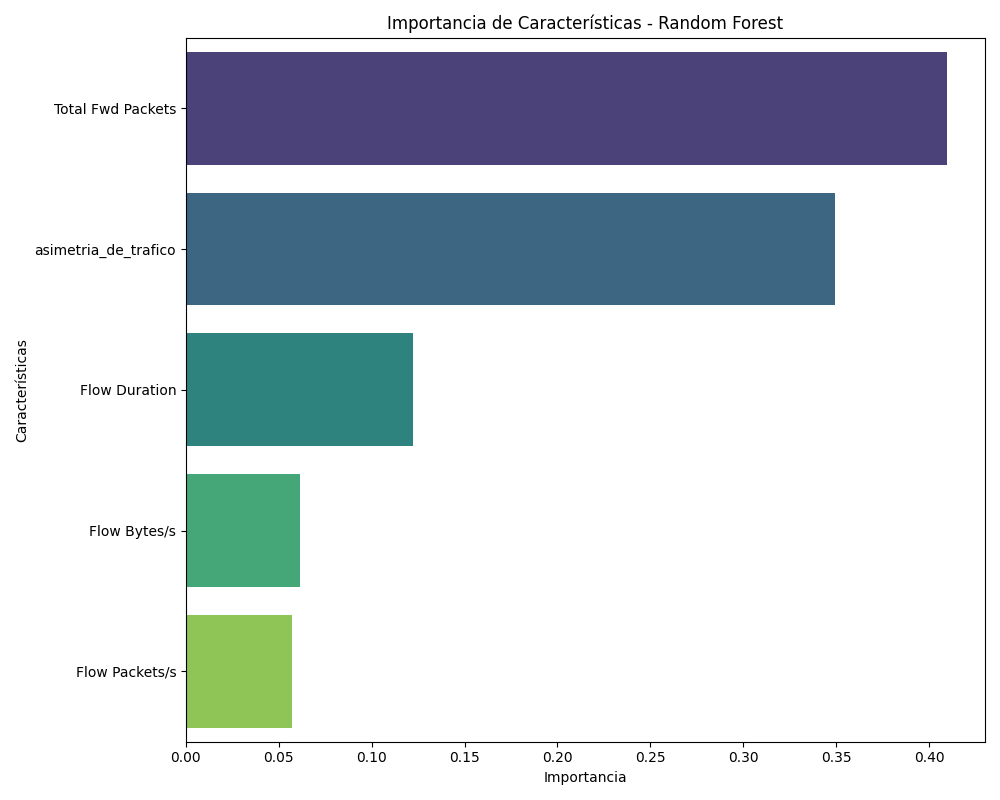 Importancia de Características - Random Forest
Características
Total Fwd Packets
asimetria_de_trafico
Flow Duration
Flow Bytes/s
Flow Packets/s
0.00 0.05 0.10 0.15 0.20 0.25 0.30 0.35 0.40
Importancia